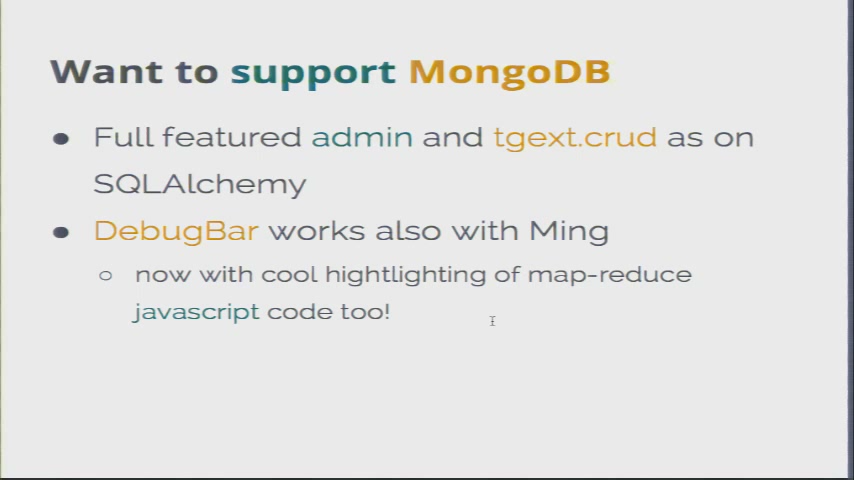 Want to support MongoDB
● Full featured admin and tgext.crud as on
SQLAlchemy
● DebugBar works also with Ming
○ now with cool hightlighting of map-reduce
javascript code too!